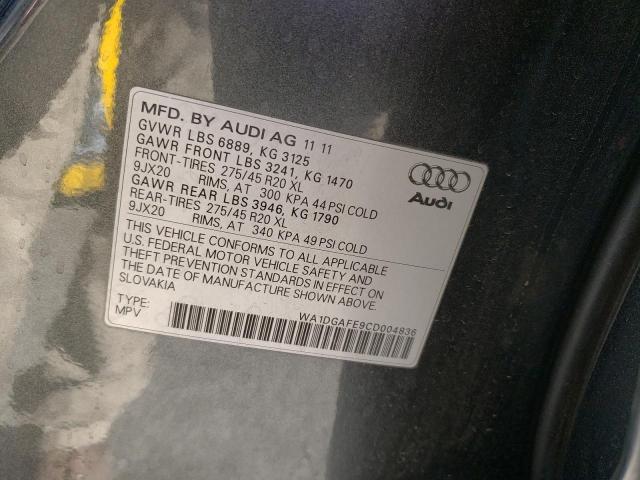 MFD. BY AUDI AG 11 11
GVWR LBS 6889, KG 3125
GAWR FRONT LBS 3241, KG 1470
FRONT-TIRES 275/45 R20 XL
9JX20 RIMS, AT 300 KPA 44 PSI COLD
GAWR REAR LBS 3946, KG 1790
REAR-TIRES 275/45 R20 XL
9JX20 RIMS, AT 340 KPA 49 PSI COLD
Audi
THIS VEHICLE CONFORMS TO ALL APPLICABLE
U.S. FEDERAL MOTOR VEHICLE SAFETY AND
THEFT PREVENTION STANDARDS IN EFFECT ON
THE DATE OF MANUFACTURE SHOWN ABOVE.
SLOVAKIA
TYPE: WA1DGAFE9CD004836
MPV